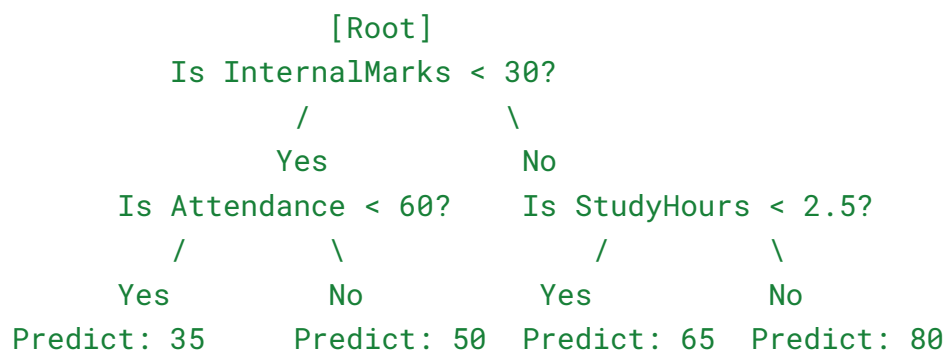 [Root]
Is InternalMarks < 30?
/ \
Yes No
Is Attendance < 60? Is StudyHours < 2.5?
/ \ / \
Yes No Yes No
Predict: 35 Predict: 50 Predict: 65 Predict: 80